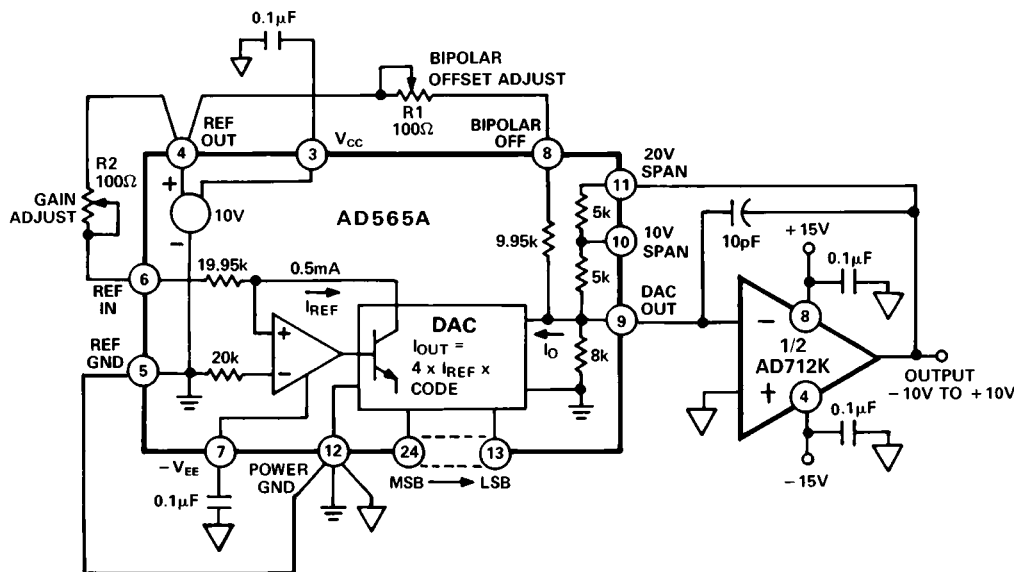 0.1μF
BIPOLAR
OFFSET ADJUST
R1
100Ω
REF
OUT
VCC
BIPOLAR
OFF
20V
SPAN
4
3
8
11
R2
100Ω
GAIN
ADJUST
+
10V
−
AD565A
5k
10
10V
SPAN
9.95k
5k
10pF
+15V
0.1μF
6
REF
IN
19.95k
0.5mA
IREF
DAC
OUT
9
DAC
IOUT =
4 x IREF x
CODE
IO
8k
+
−
REF
GND
5
20k
−
8
1/2
AD712K
+
4
OUTPUT
−10V TO +10V
0.1μF
−15V
7
−VEE
POWER
GND
12
24
13
MSB
LSB
0.1μF